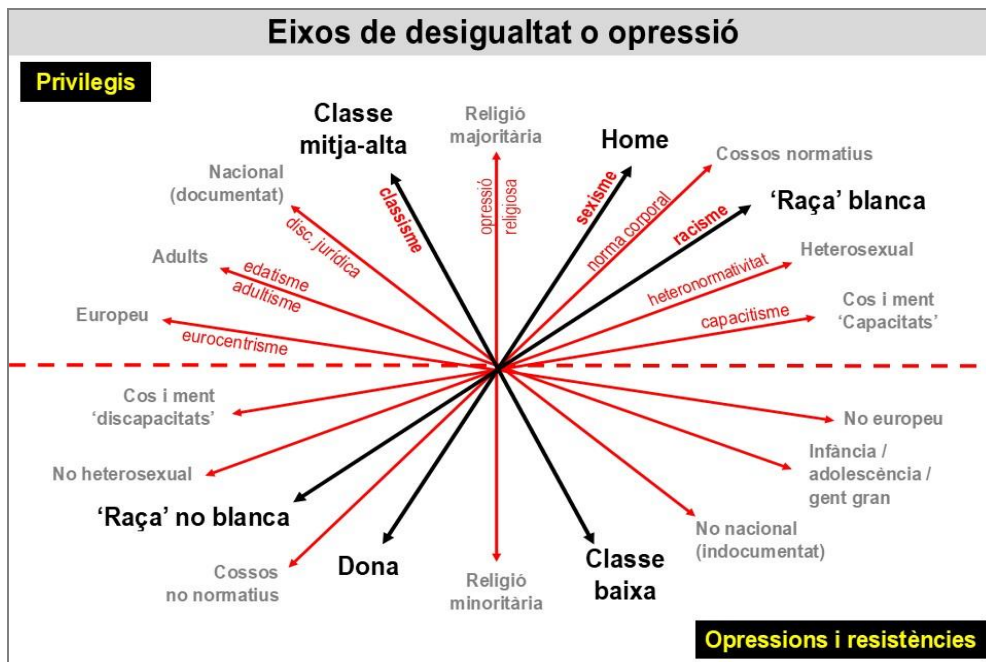 Eixos de desigualtat o opressió
Privilegis
Classe
mitja-alta
Religió
majoritària
Home
Cossos normatius
Nacional
(documentat)
‘Raça’ blanca
Adults
Heterosexual
Europeu
Cos i ment
‘Capacitats’
classisme
opressió
religiosa
sexisme
norma corporal
racisme
disc. jurídica
edatisme
adultisme
heteronormativitat
eurocentrisme
capacitisme
Cos i ment
‘discapacitats’
No europeu
No heterosexual
Infància /
adolescència /
gent gran
‘Raça’ no blanca
No nacional
(indocumentat)
Cossos
no normatius
Dona
Religió
minoritària
Classe
baixa
Opressions i resistències